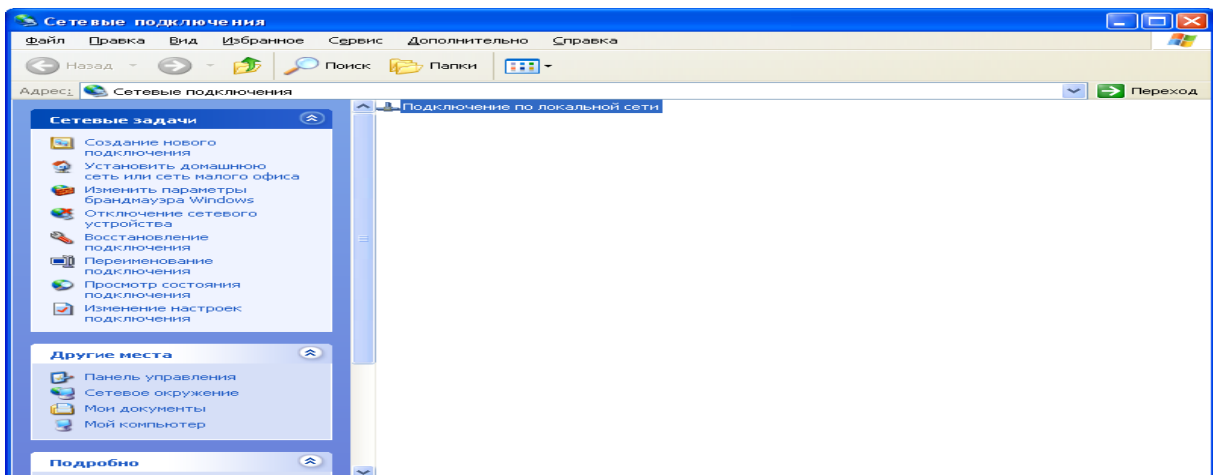 Сетевые подключения
Файл Правка Вид Избранное Сервис Дополнительно Справка
Назад Поиск Папки
Адрес: Сетевые подключения Переход
Подключение по локальной сети
Сетевые задачи
Создание нового
подключения
Установить домашнюю
сеть или сеть малого офиса
Изменить параметры
брандмауэра Windows
Отключение сетевого
устройства
Восстановление
подключения
Переименование
подключения
Просмотр состояния
подключения
Изменение настроек
подключения
Другие места
Панель управления
Сетевое окружение
Мои документы
Мой компьютер
Подробно